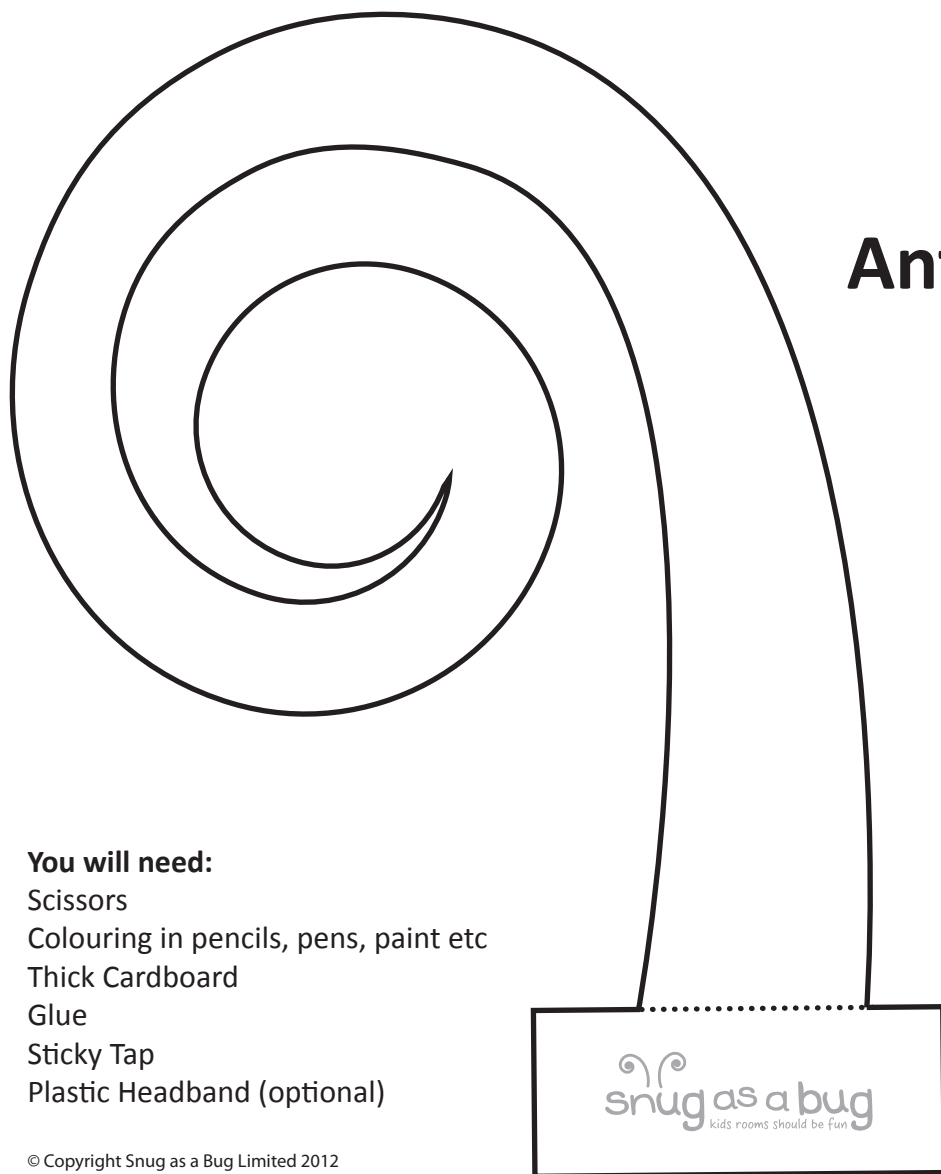 Ant
You will need:
Scissors
Colouring in pencils, pens, paint etc
Thick Cardboard
Glue
Sticky Tap
Plastic Headband (optional)
snug as a bug
kids rooms should be fun
© Copyright Snug as a Bug Limited 2012